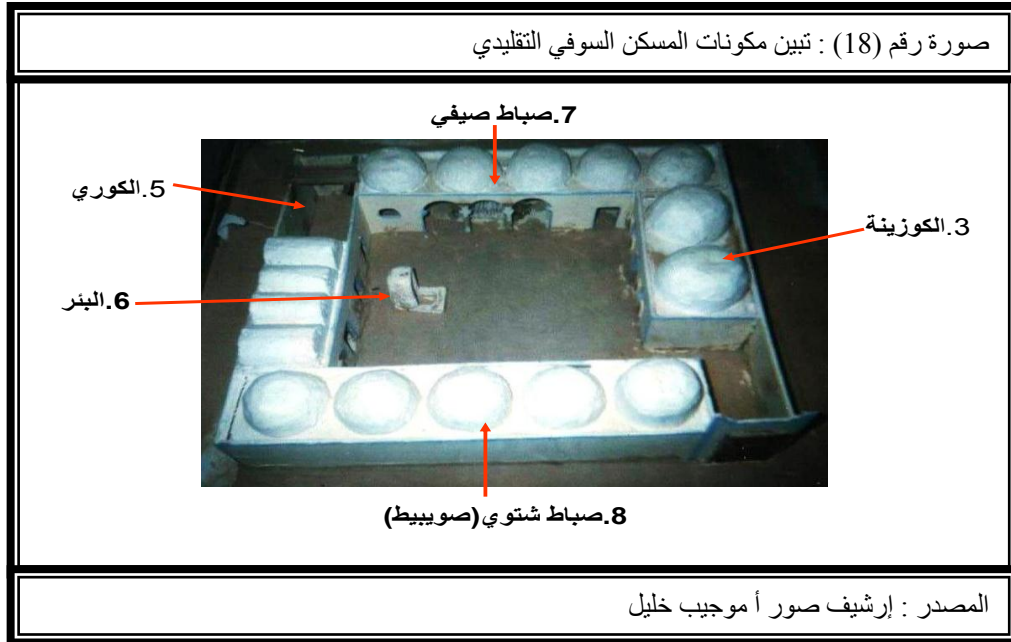 صورة رقم (18) : تبين مكونات المسكن السوفي التقليدي
7.صباط صيفي
5.الكوري
3.الكوزينة
6.البئر
8.صباط شتوي(صويبيط)
المصدر : إرشيف صور أ موجيب خليل